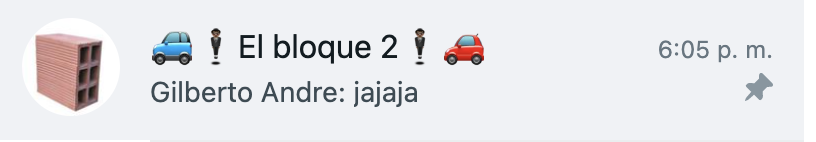 🚙🕴🏿El bloque 2🕴🏿🚗
6:05 p. m.
Gilberto Andre: jajaja